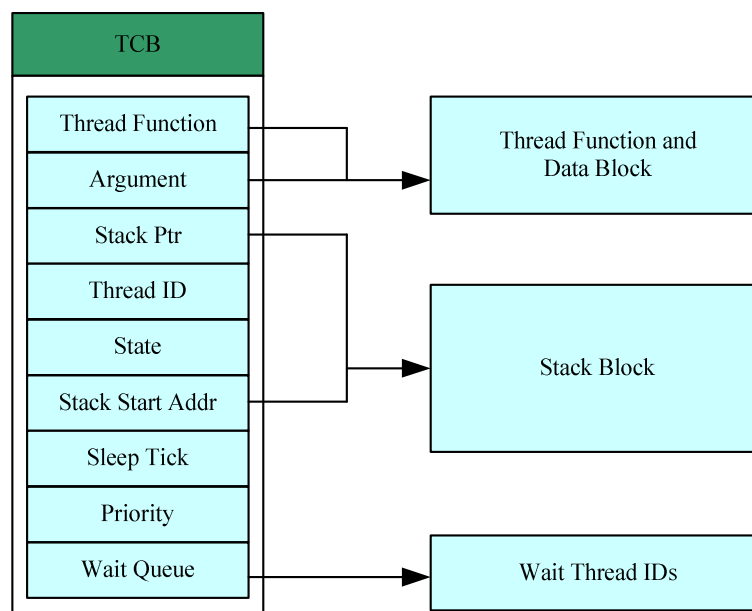 TCB
Thread Function
Argument
Stack Ptr
Thread ID
State
Stack Start Addr
Sleep Tick
Priority
Wait Queue
Thread Function and
Data Block
Stack Block
Wait Thread IDs